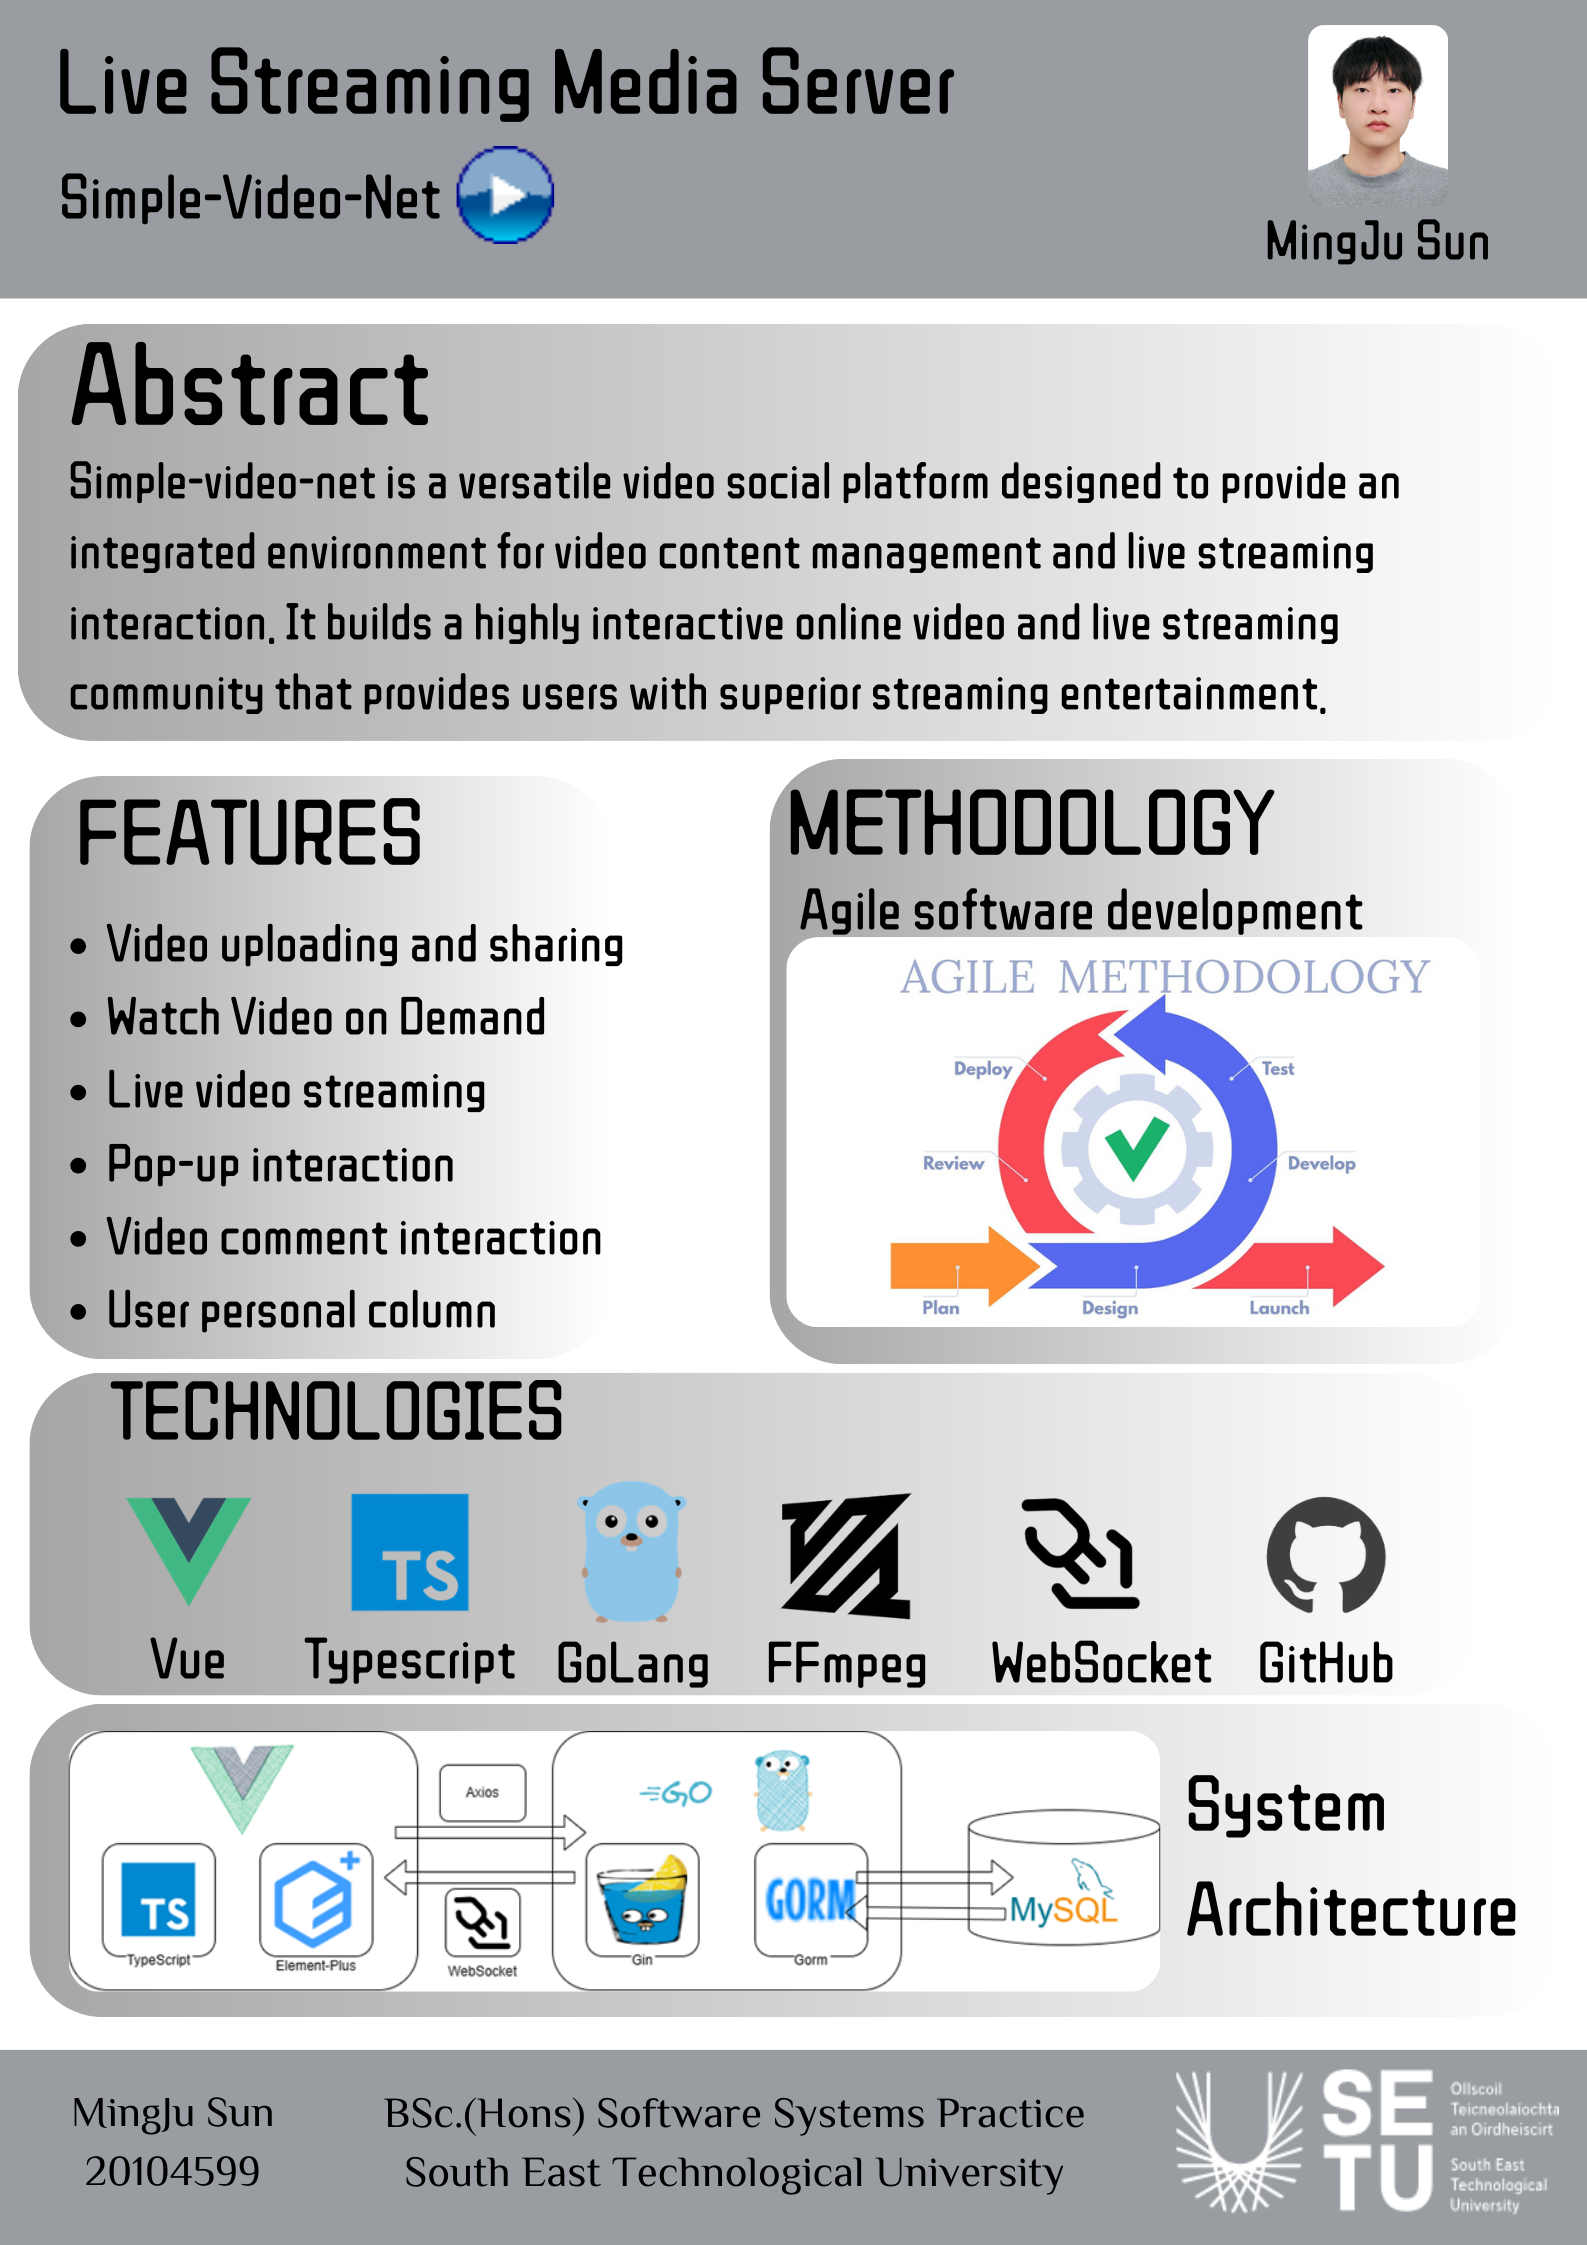 Live Streaming Media Server
Simple-Video-Net
MingJu Sun
Abstract
Simple-video-net is a versatile video social platform designed to provide an
integrated environment for video content management and live streaming
interaction. It builds a highly interactive online video and live streaming
community that provides users with superior streaming entertainment.
FEATURES
• Video uploading and sharing
• Watch Video on Demand
• Live video streaming
• Pop-up interaction
• Video comment interaction
• User personal column
METHODOLOGY
Agile software development
AGILE METHODOLOGY
Deploy
Test
Review
Develop
Plan
Design
Launch
TECHNOLOGIES
TS
Vue
Typescript
GoLang
FFmpeg
WebSocket
GitHub
Axios
GO
TS
GORM
MySQL
TypeScript
Element-Plus
WebSocket
Gin
Gorm
System
Architecture
MingJu Sun
20104599
BSc.(Hons) Software Systems Practice
South East Technological University
SE
TU
Ollscoil
Teicneolaíochta
an Oirdheiscirt
South East
Technological
University